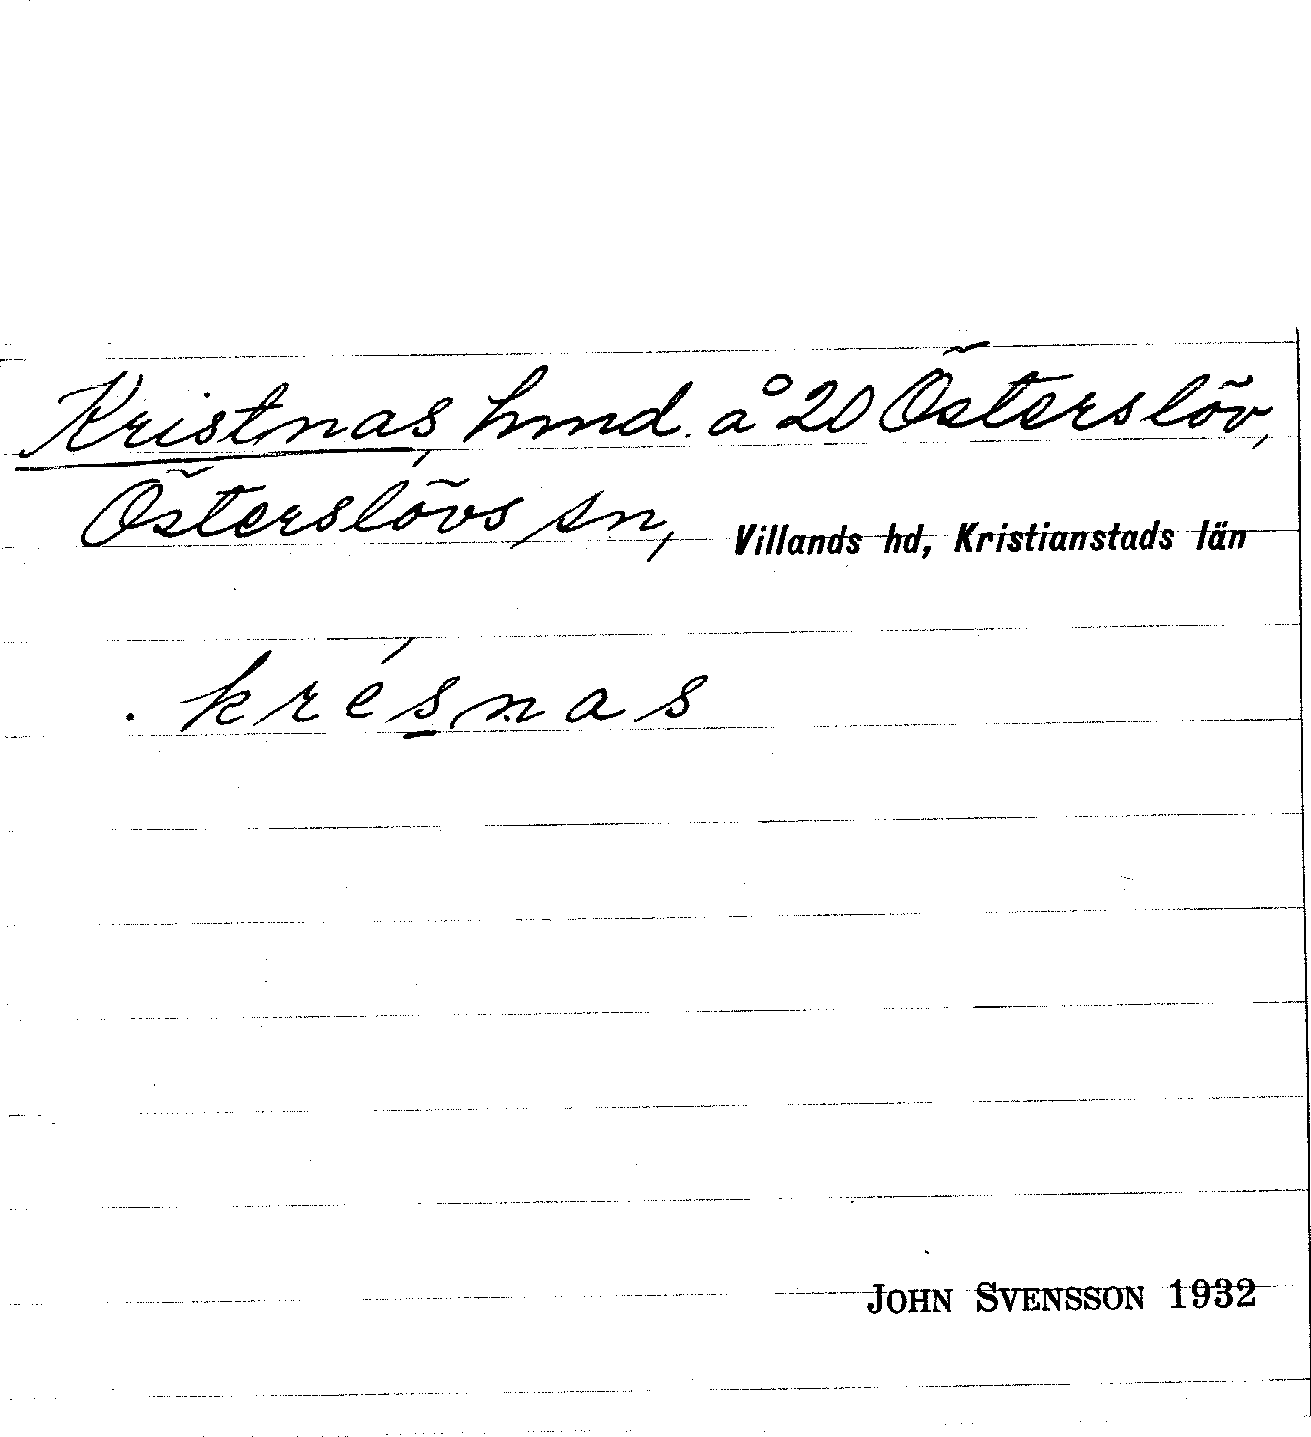 Kristnas, hmd. å 20 Österslöv,
Österslövs sn, Villands hd, Kristianstads län
. krésnas
JOHN SVENSSON 1932